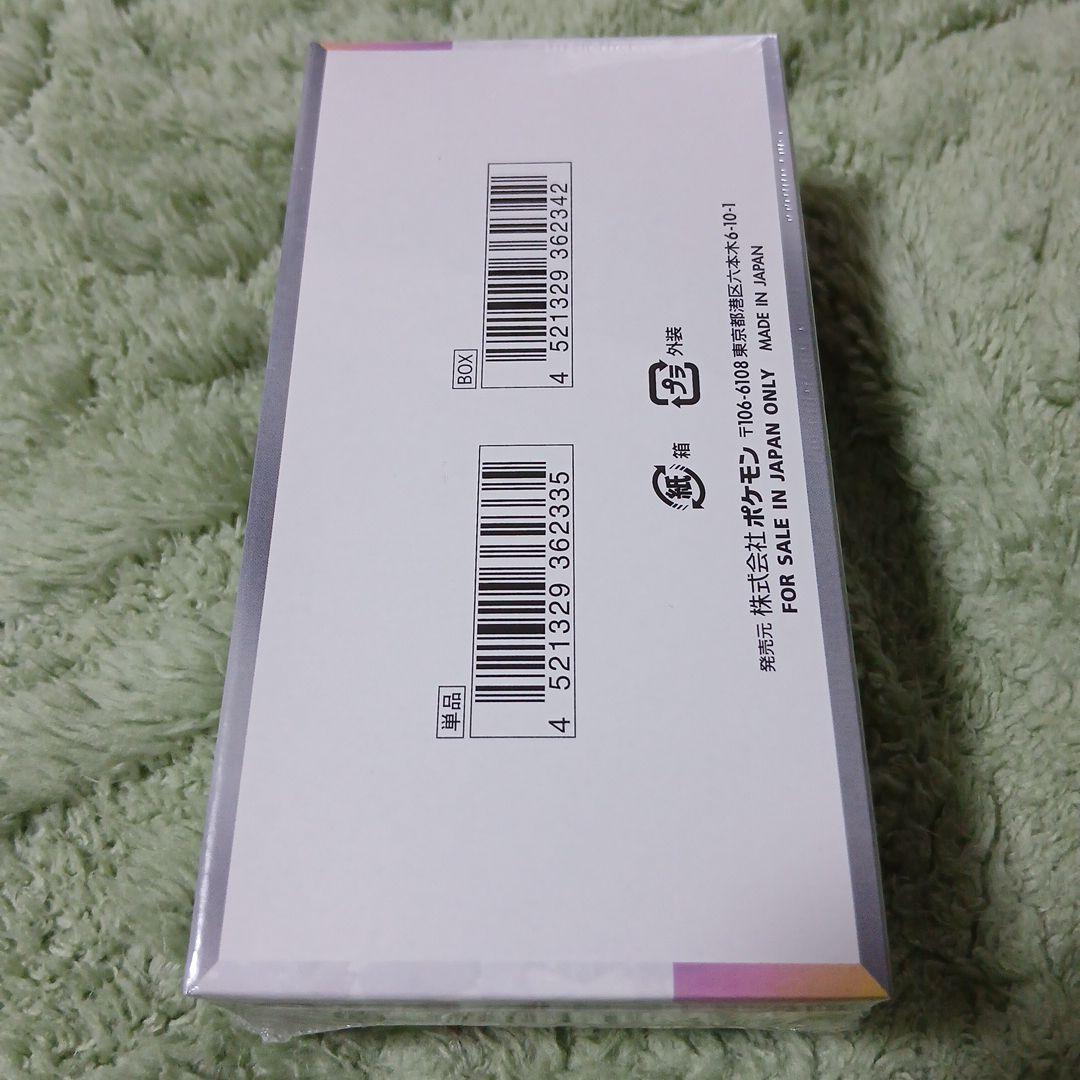 単品
4 521329 362335
BOX
4 521329 362342
紙 箱
プラ 外装
発売元 株式会社 ポケモン 〒106-6108 東京都港区六本木6-10-1
FOR SALE IN JAPAN ONLY MADE IN JAPAN